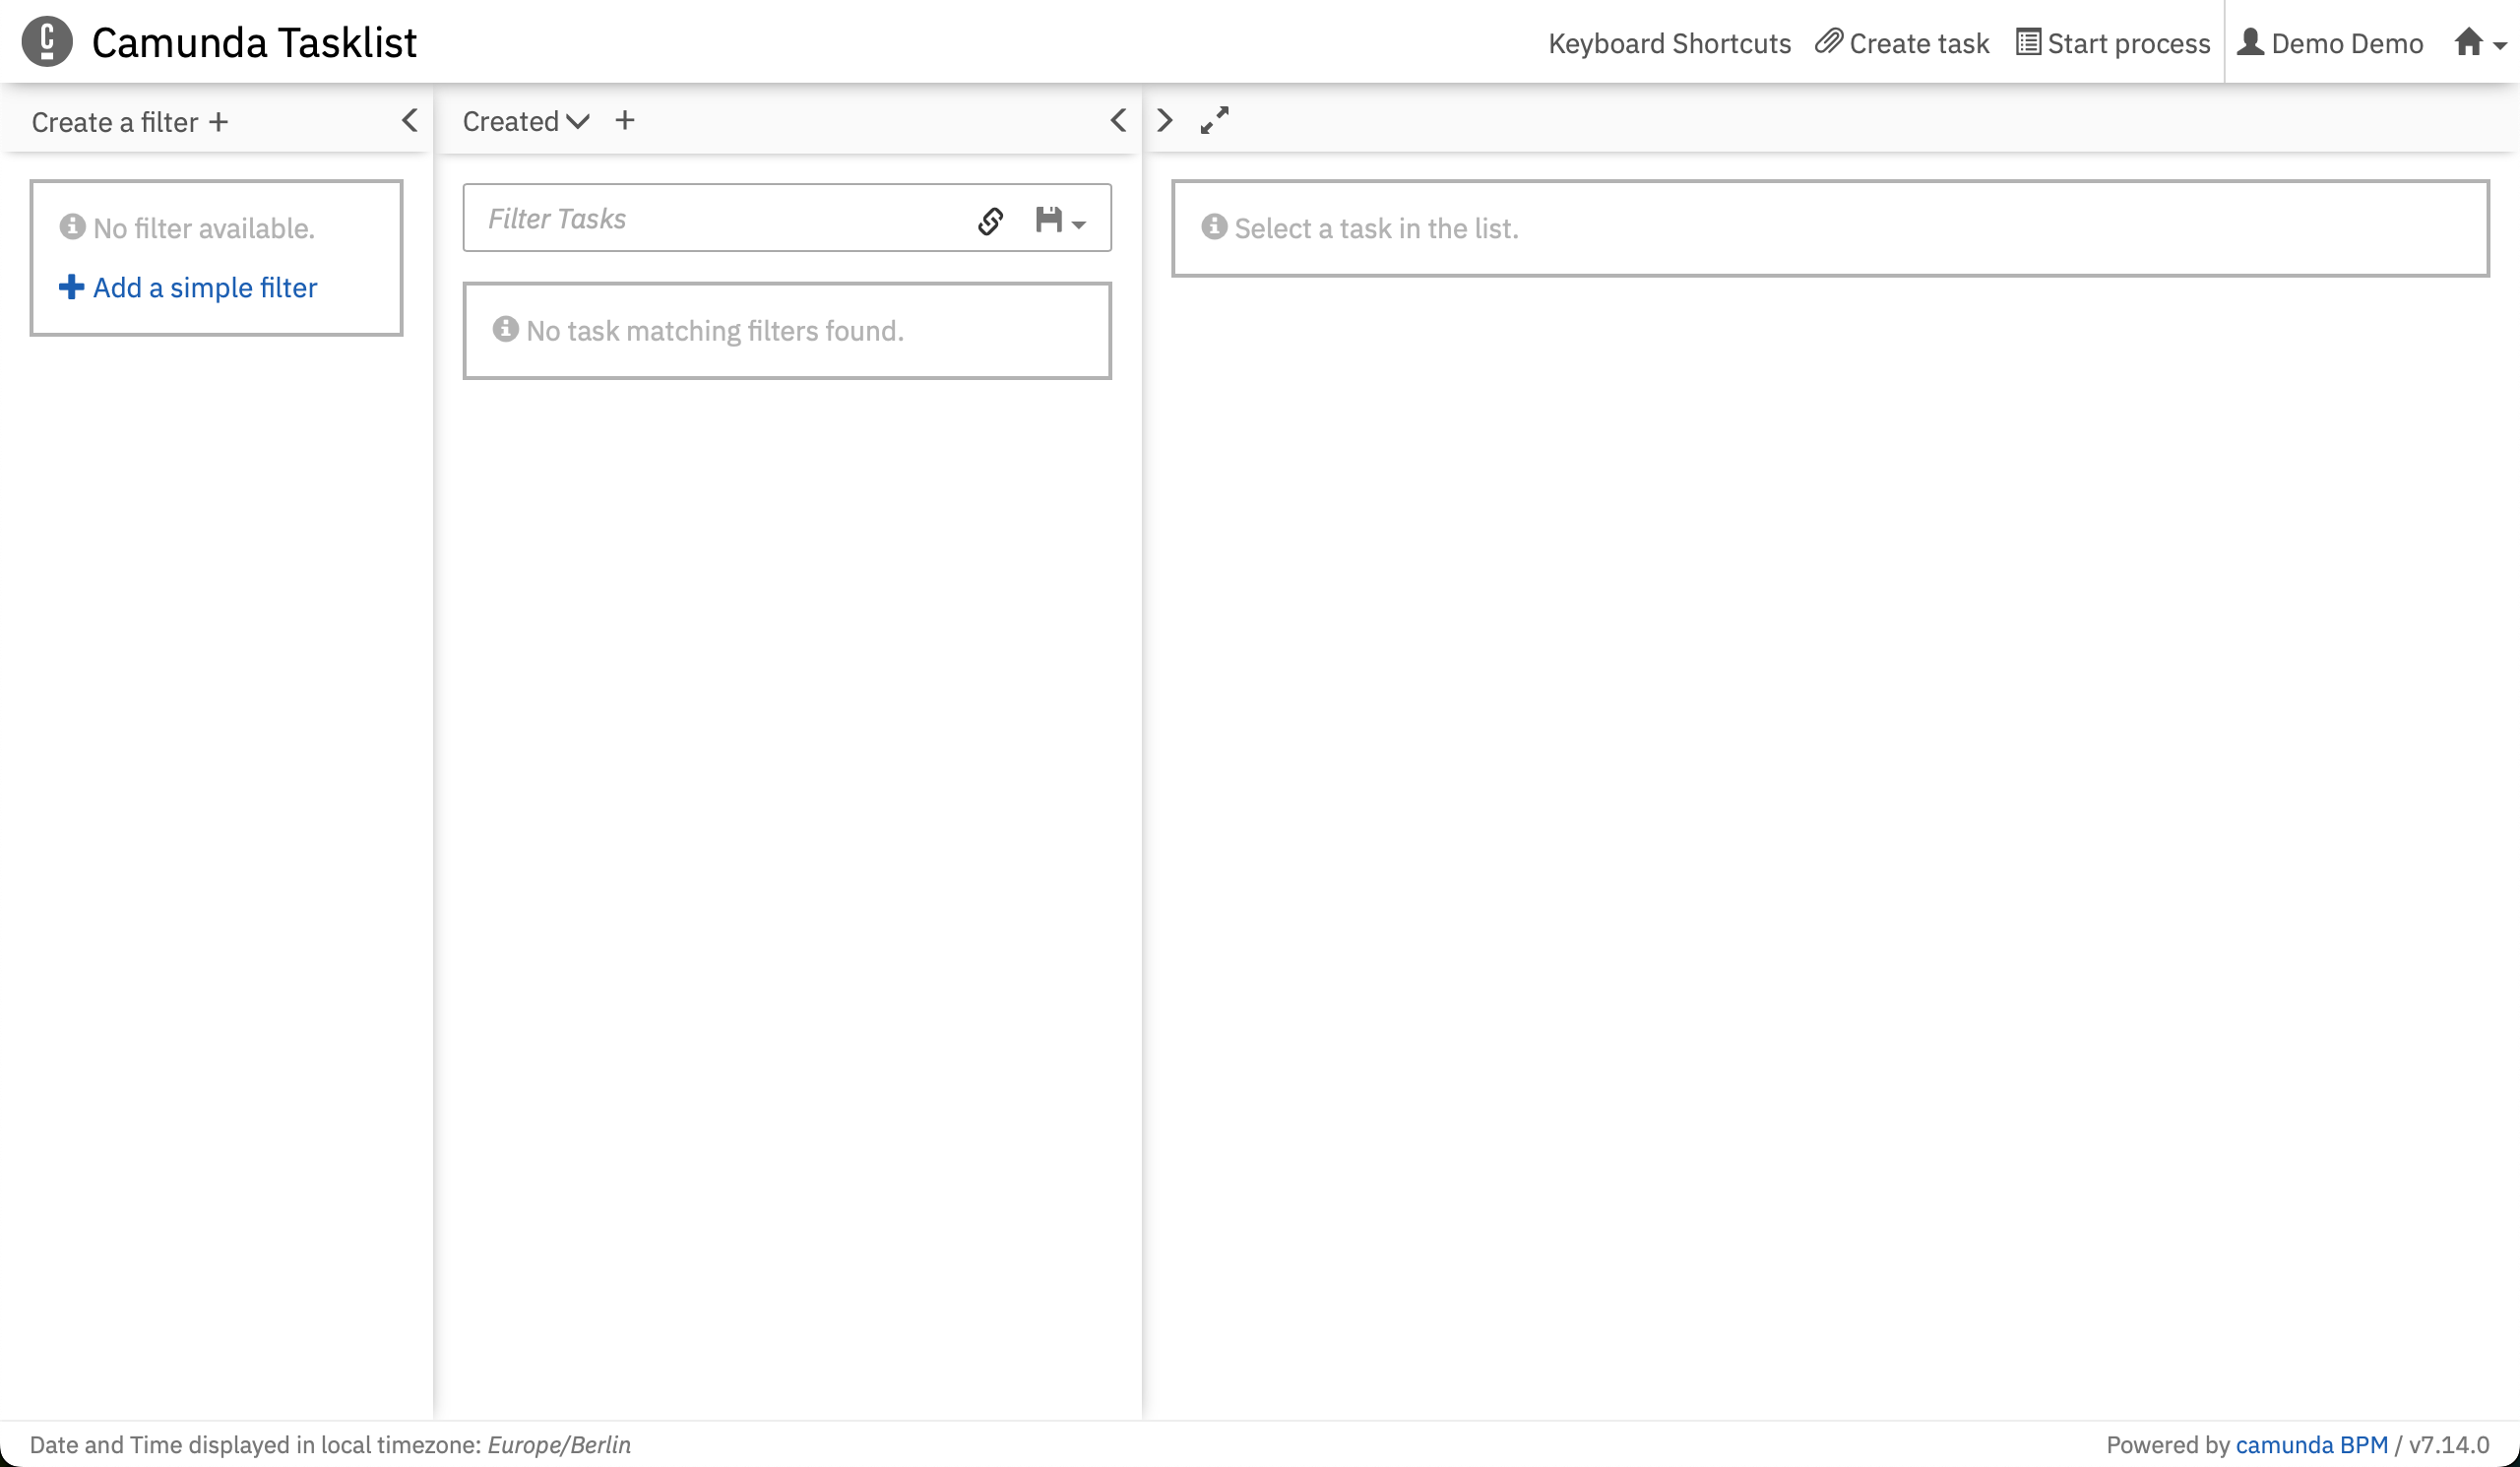 Camunda Tasklist
Keyboard Shortcuts Create task Start process Demo Demo
Create a filter +
Created +
No filter available.
Add a simple filter
Filter Tasks
No task matching filters found.
Select a task in the list.
Date and Time displayed in local timezone: Europe/Berlin
Powered by camunda BPM / v7.14.0